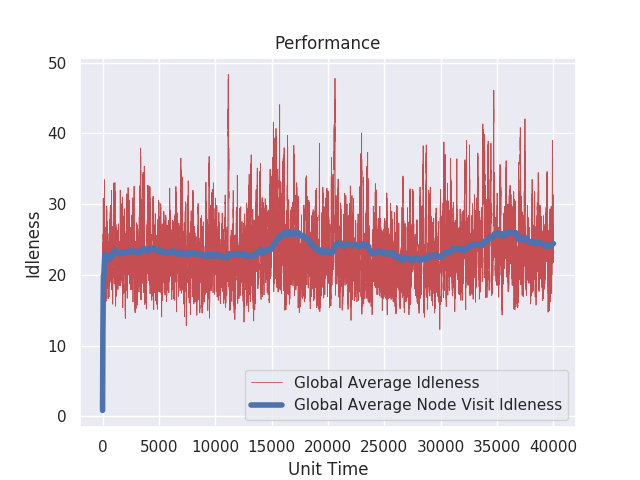 Performance
50
40
30
20
10
0
Idleness
Global Average Idleness
Global Average Node Visit Idleness
0 5000 10000 15000 20000 25000 30000 35000 40000
Unit Time